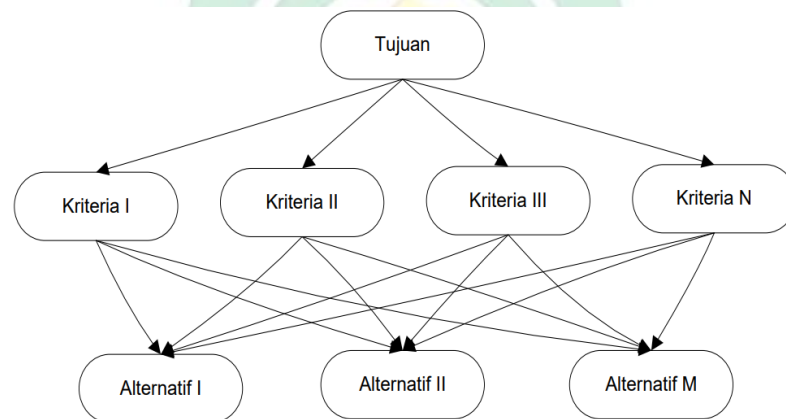 Tujuan
Kriteria I
Kriteria II
Kriteria III
Kriteria N
Alternatif I
Alternatif II
Alternatif M